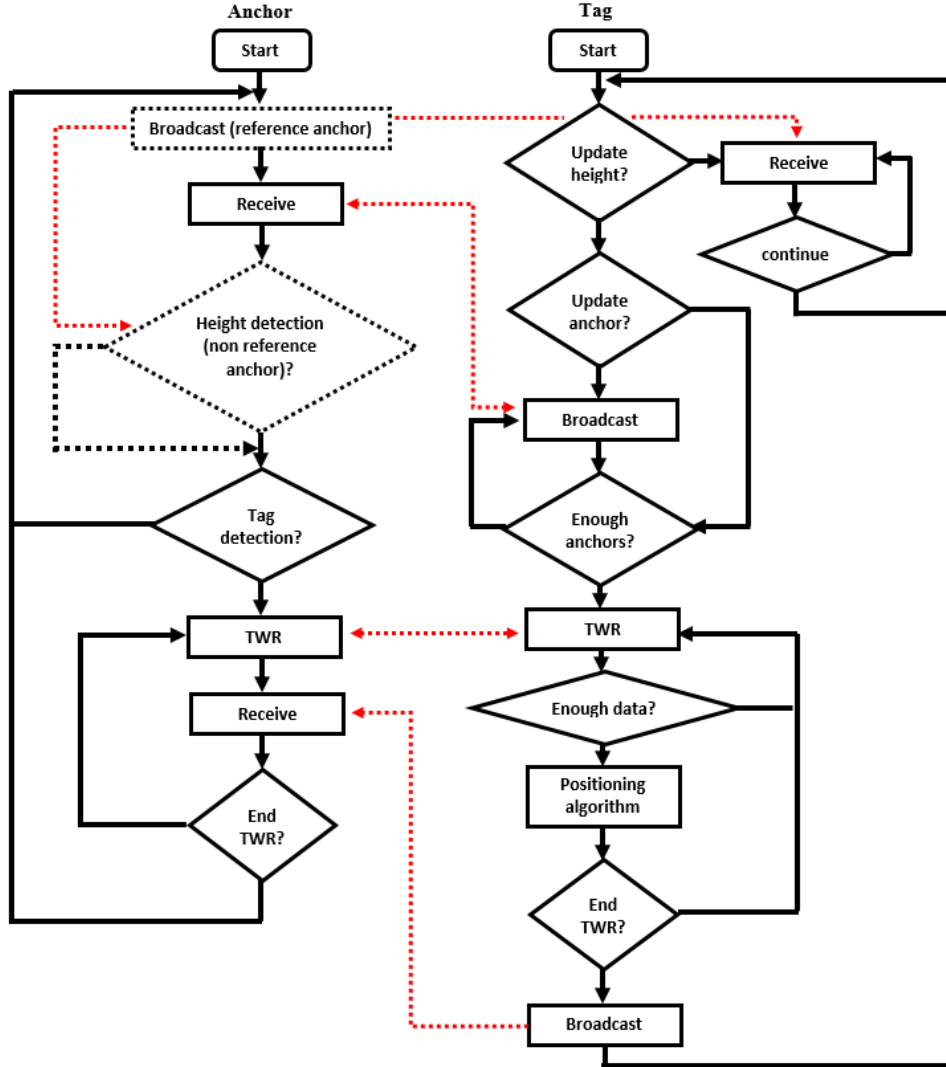 Anchor
Start
Broadcast (reference anchor)
Receive
Height detection
(non reference
anchor)?
Tag
detection?
TWR
Receive
End
TWR?
Tag
Start
Update
height?
Receive
continue
Update
anchor?
Broadcast
Enough
anchors?
TWR
Enough data?
Positioning
algorithm
End
TWR?
Broadcast